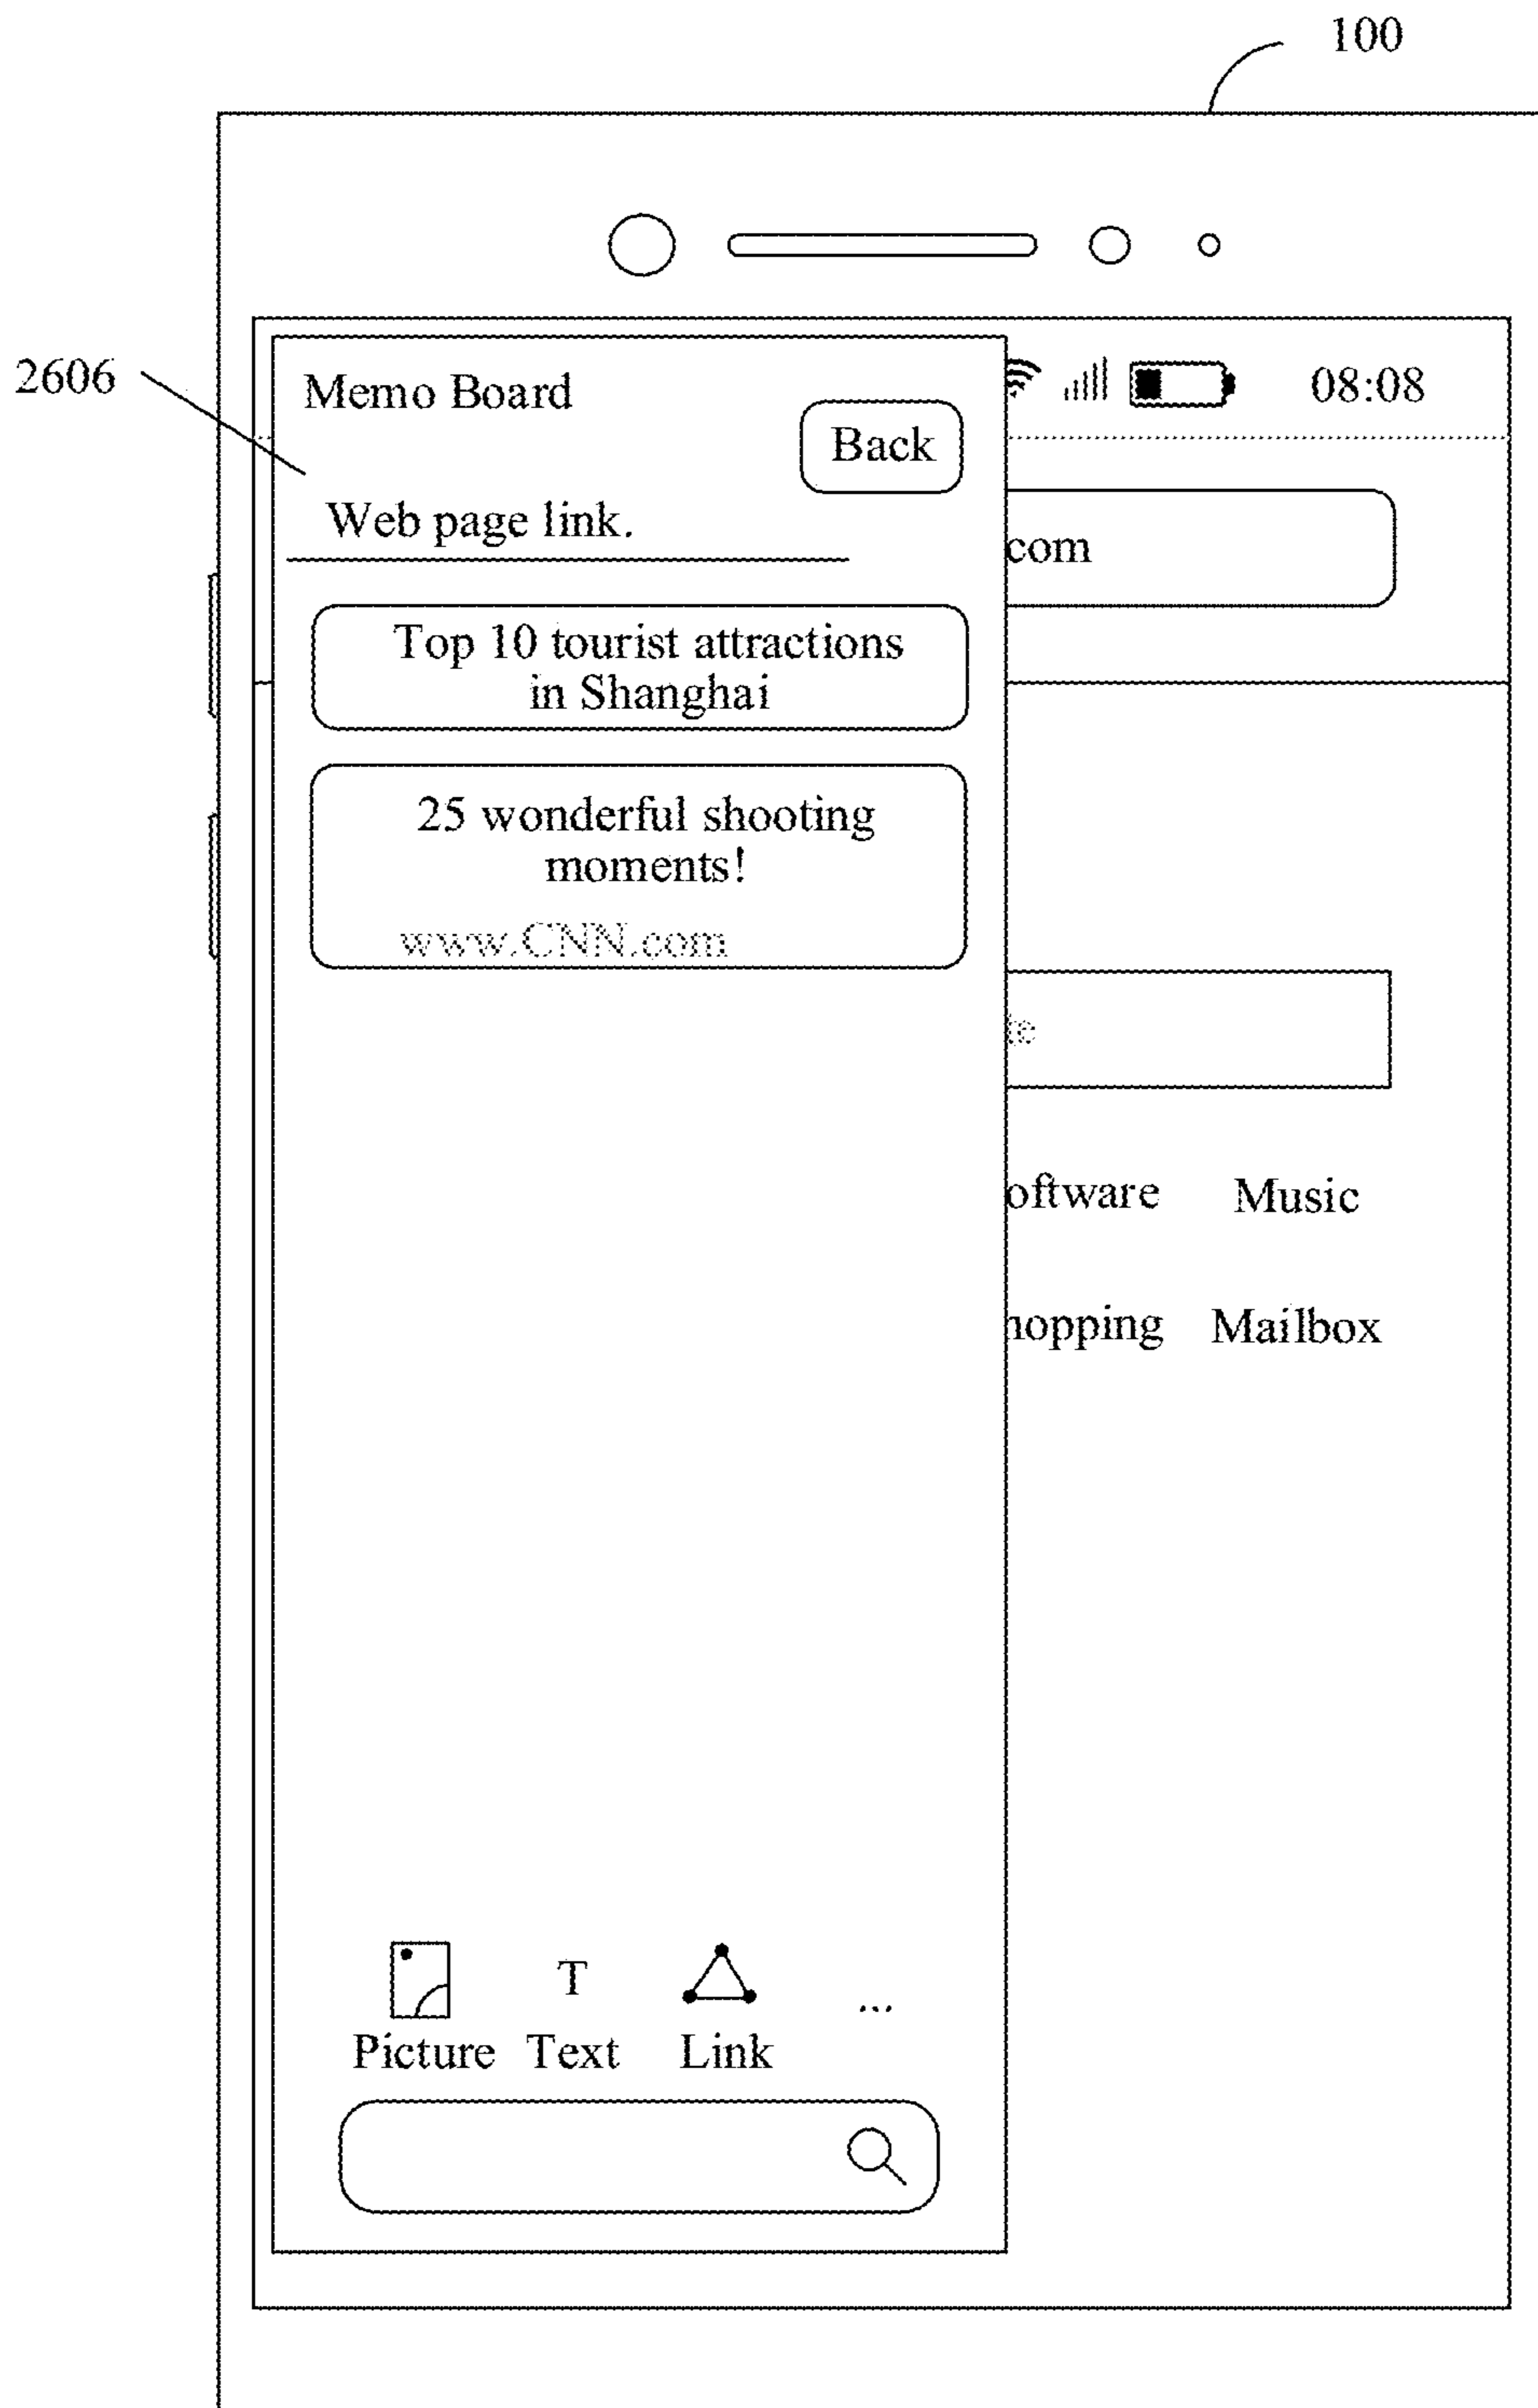 100
2606
Memo Board
08:08
Back
Web page link.
com
Top 10 tourist attractions
in Shanghai
25 wonderful shooting
moments!
www.CNN.com
oftware Music
hopping Mailbox
T
...
Picture Text Link